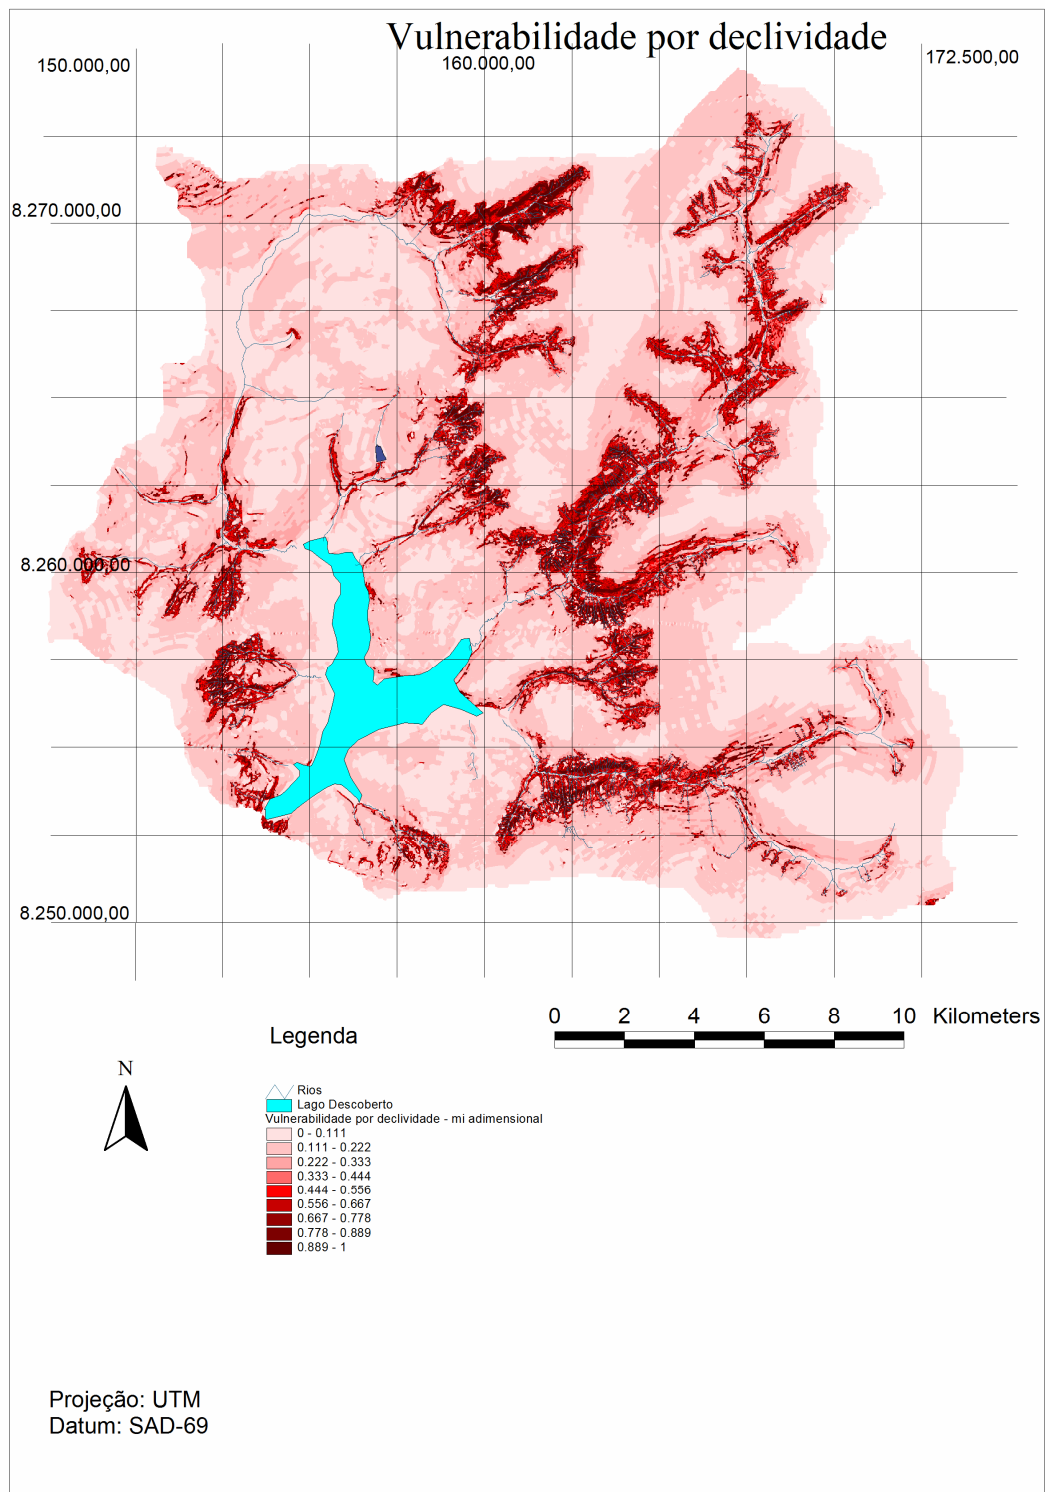 Vulnerabilidade por declividade
150.000,00
160.000,00
172.500,00
8.270.000,00
8.260.000,00
8.250.000,00
0 2 4 6 8 10 Kilometers
Legenda
N
Rios
Lago Descoberto
Vulnerabilidade por declividade - mi adimensional
0 - 0.111
0.111 - 0.222
0.222 - 0.333
0.333 - 0.444
0.444 - 0.556
0.556 - 0.667
0.667 - 0.778
0.778 - 0.889
0.889 - 1
Projeção: UTM
Datum: SAD-69